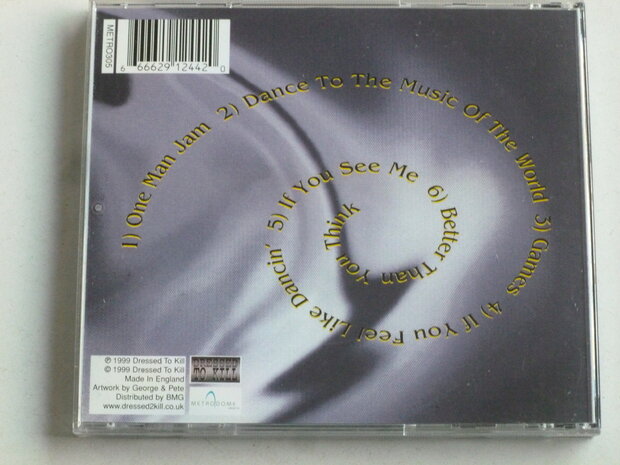 METRO305
6 66629 12442 0
1) One Man Jam 2) Dance To The Music Of The World 3) Games 4) If You Feel Like Dancin' 5) If You See Me 6) Better Than You Think
℗ 1999 Dressed To Kill
© 1999 Dressed To Kill
Made In England
Artwork by George & Pete
Distributed by BMG
www.dressed2kill.co.uk
DRESSED
TO KILL
METRODOME